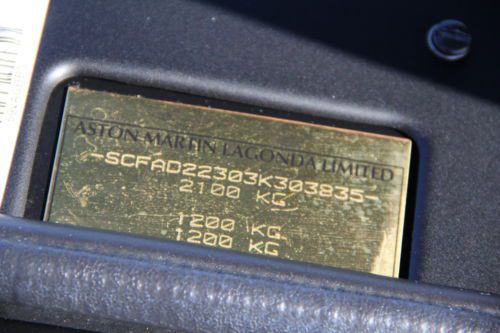 ASTON MARTIN LAGONDA LIMITED
-SCFAD22303K303835-
2100 KG
1200 KG
1200 KG